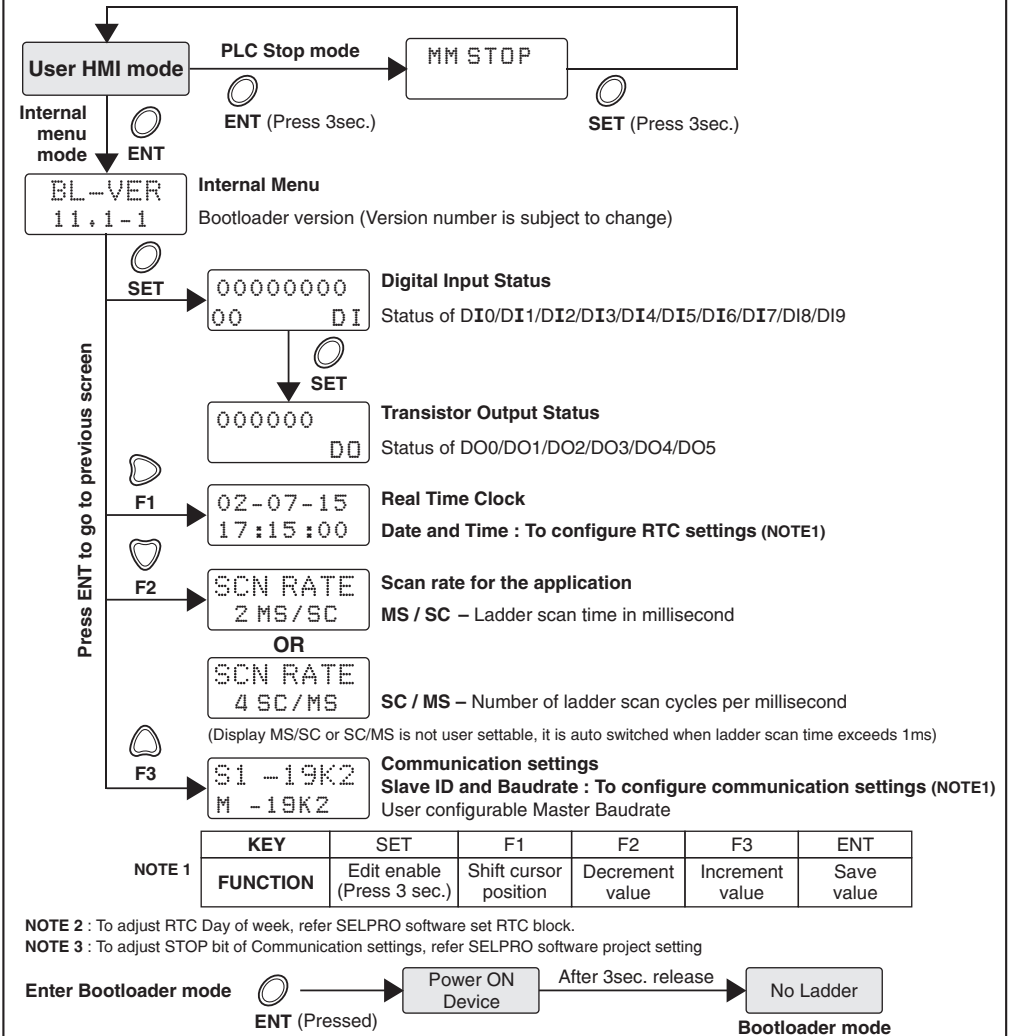 User HMI mode
PLC Stop mode
ENT (Press 3sec.)
MM STOP
SET (Press 3sec.)
Internal
menu
mode
ENT
BL-VER
11.1-1
Internal Menu
Bootloader version (Version number is subject to change)
SET
00000000
00 DI
Digital Input Status
Status of DI0/DI1/DI2/DI3/DI4/DI5/DI6/DI7/DI8/DI9
SET
000000
DO
Transistor Output Status
Status of DO0/DO1/DO2/DO3/DO4/DO5
Press ENT to go to previous screen
F1
02-07-15
17:15:00
Real Time Clock
Date and Time : To configure RTC settings (NOTE1)
F2
SCN RATE
2 MS/SC
Scan rate for the application
MS / SC – Ladder scan time in millisecond
OR
SCN RATE
4 SC/MS
SC / MS – Number of ladder scan cycles per millisecond
(Display MS/SC or SC/MS is not user settable, it is auto switched when ladder scan time exceeds 1ms)
F3
S1 -19K2
M -19K2
Communication settings
Slave ID and Baudrate : To configure communication settings (NOTE1)
User configurable Master Baudrate
NOTE 1
KEY SET F1 F2 F3 ENT
FUNCTION Edit enable (Press 3 sec.) Shift cursor position Decrement value Increment value Save value
NOTE 2 : To adjust RTC Day of week, refer SELPRO software set RTC block.
NOTE 3 : To adjust STOP bit of Communication settings, refer SELPRO software project setting
Enter Bootloader mode
ENT (Pressed)
Power ON
Device
After 3sec. release
No Ladder
Bootloader mode